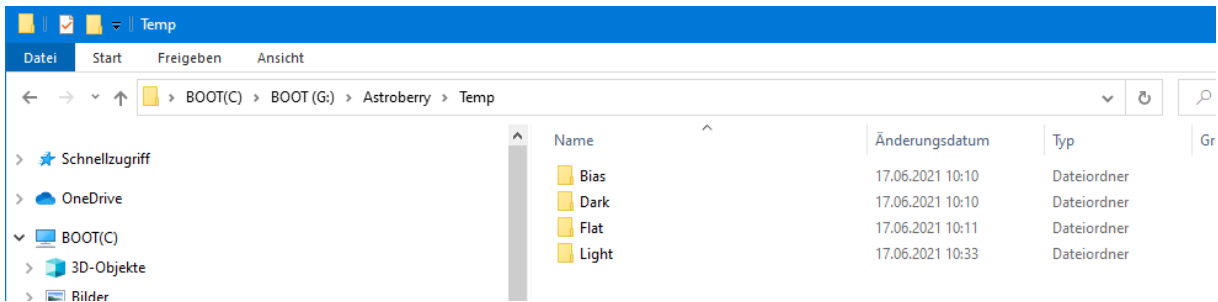 Temp
Datei Start Freigeben Ansicht
BOOT(C) > BOOT (G:) > Astroberry > Temp
Name Änderungsdatum Typ Gr
Schnellzugriff
Bias 17.06.2021 10:10 Dateiordner
OneDrive
Dark 17.06.2021 10:10 Dateiordner
Flat 17.06.2021 10:11 Dateiordner
BOOT(C)
Light 17.06.2021 10:33 Dateiordner
3D-Objekte
Bilder